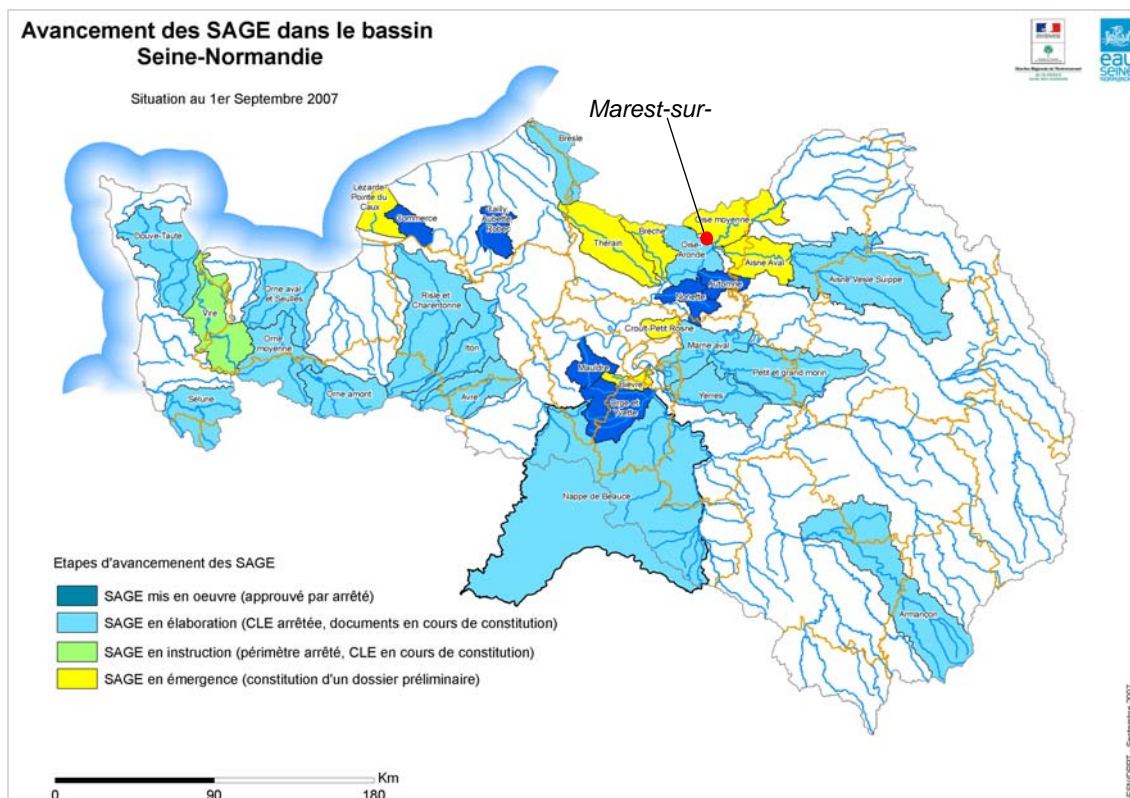 Avancement des SAGE dans le bassin
Seine-Normandie
Situation au 1er Septembre 2007
Marest-sur-
eau
SEINE
NORMANDIE
Bresle
Lézarde
Pointe du
Caux
Commerce
Cailly
Aubette
Robec
Oise moyenne
Brèche
Thérain
Oise-
Aronde
Aisne Aval
Douve-Taute
Automne
Nonette
Aisne Vesle Suippe
Orne aval
et Seulles
Risle et
Charentonne
Vire
Croult-Petit Rosne
Orne
moyenne
Iton
Marne aval
Mauldre
Petit et grand morin
Bièvre
Sélune
Orne amont
Avre
Orge et
Yvette
Yerres
Nappe de Beauce
Armançon
Etapes d'avancemenent des SAGE
SAGE mis en oeuvre (approuvé par arrêté)
SAGE en élaboration (CLE arrêtée, documents en cours de constitution)
SAGE en instruction (périmètre arrêté, CLE en cours de constitution)
SAGE en émergence (constitution d'un dossier préliminaire)
Km
0 90 180